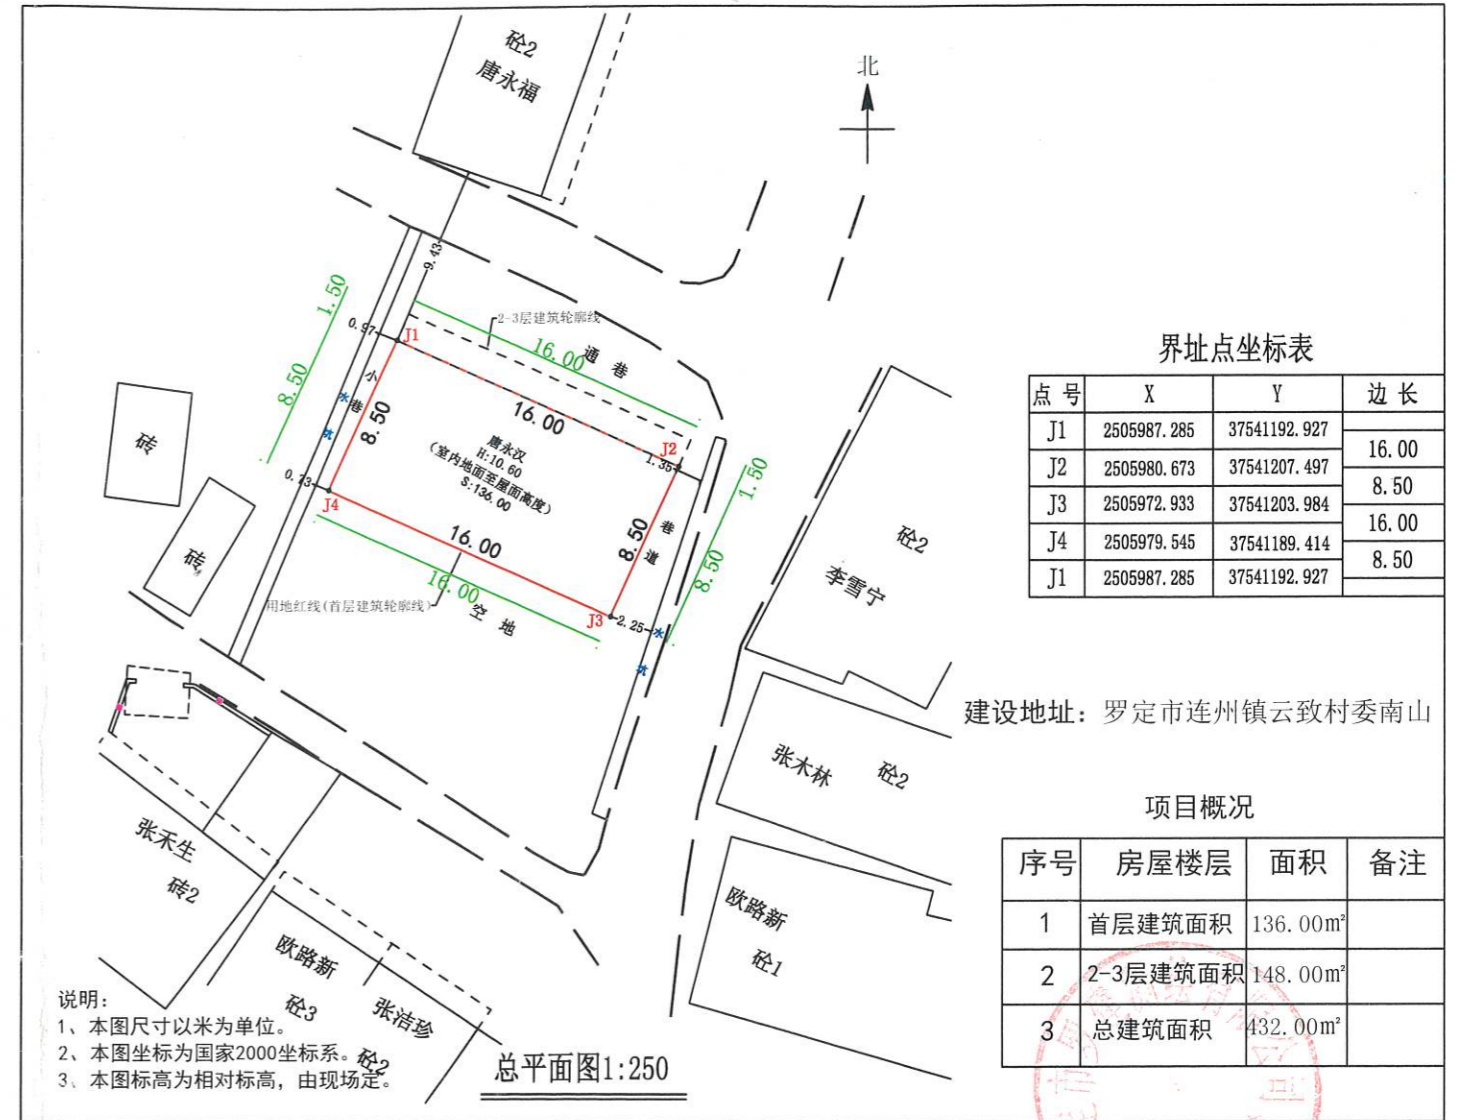 砼2
唐永福
北
9.43
1.50
0.97
J1
2-3层建筑轮廓线
16.00
通 巷
小
巷
水
坑
8.50
8.50
16.00
J2
1.35
唐永汉
H:10.60
(室内地面至屋面高度)
S:136.00
1.50
0.73
J4
16.00
8.50
巷
道
8.50
16.00
用地红线(首层建筑轮廓线)
空 地
J3
2.25
水
坑
砖
砖
砼2
李雪宁
张木林
砼2
欧路新
砼1
张禾生
砖2
欧路新
砼3
张洁珍
砼2
界址点坐标表
点 号 X Y 边 长
J1 2505987.285 37541192.927
16.00
J2 2505980.673 37541207.497
8.50
J3 2505972.933 37541203.984
16.00
J4 2505979.545 37541189.414
8.50
J1 2505987.285 37541192.927
建设地址：罗定市连州镇云致村委南山
项目概况
序号 房屋楼层 面积 备注
1 首层建筑面积 136.00m²
2 2-3层建筑面积 148.00m²
3 总建筑面积 432.00m²
说明：
1、本图尺寸以米为单位。
2、本图坐标为国家2000坐标系。
3、本图标高为相对标高，由现场定。
总平面图1:250